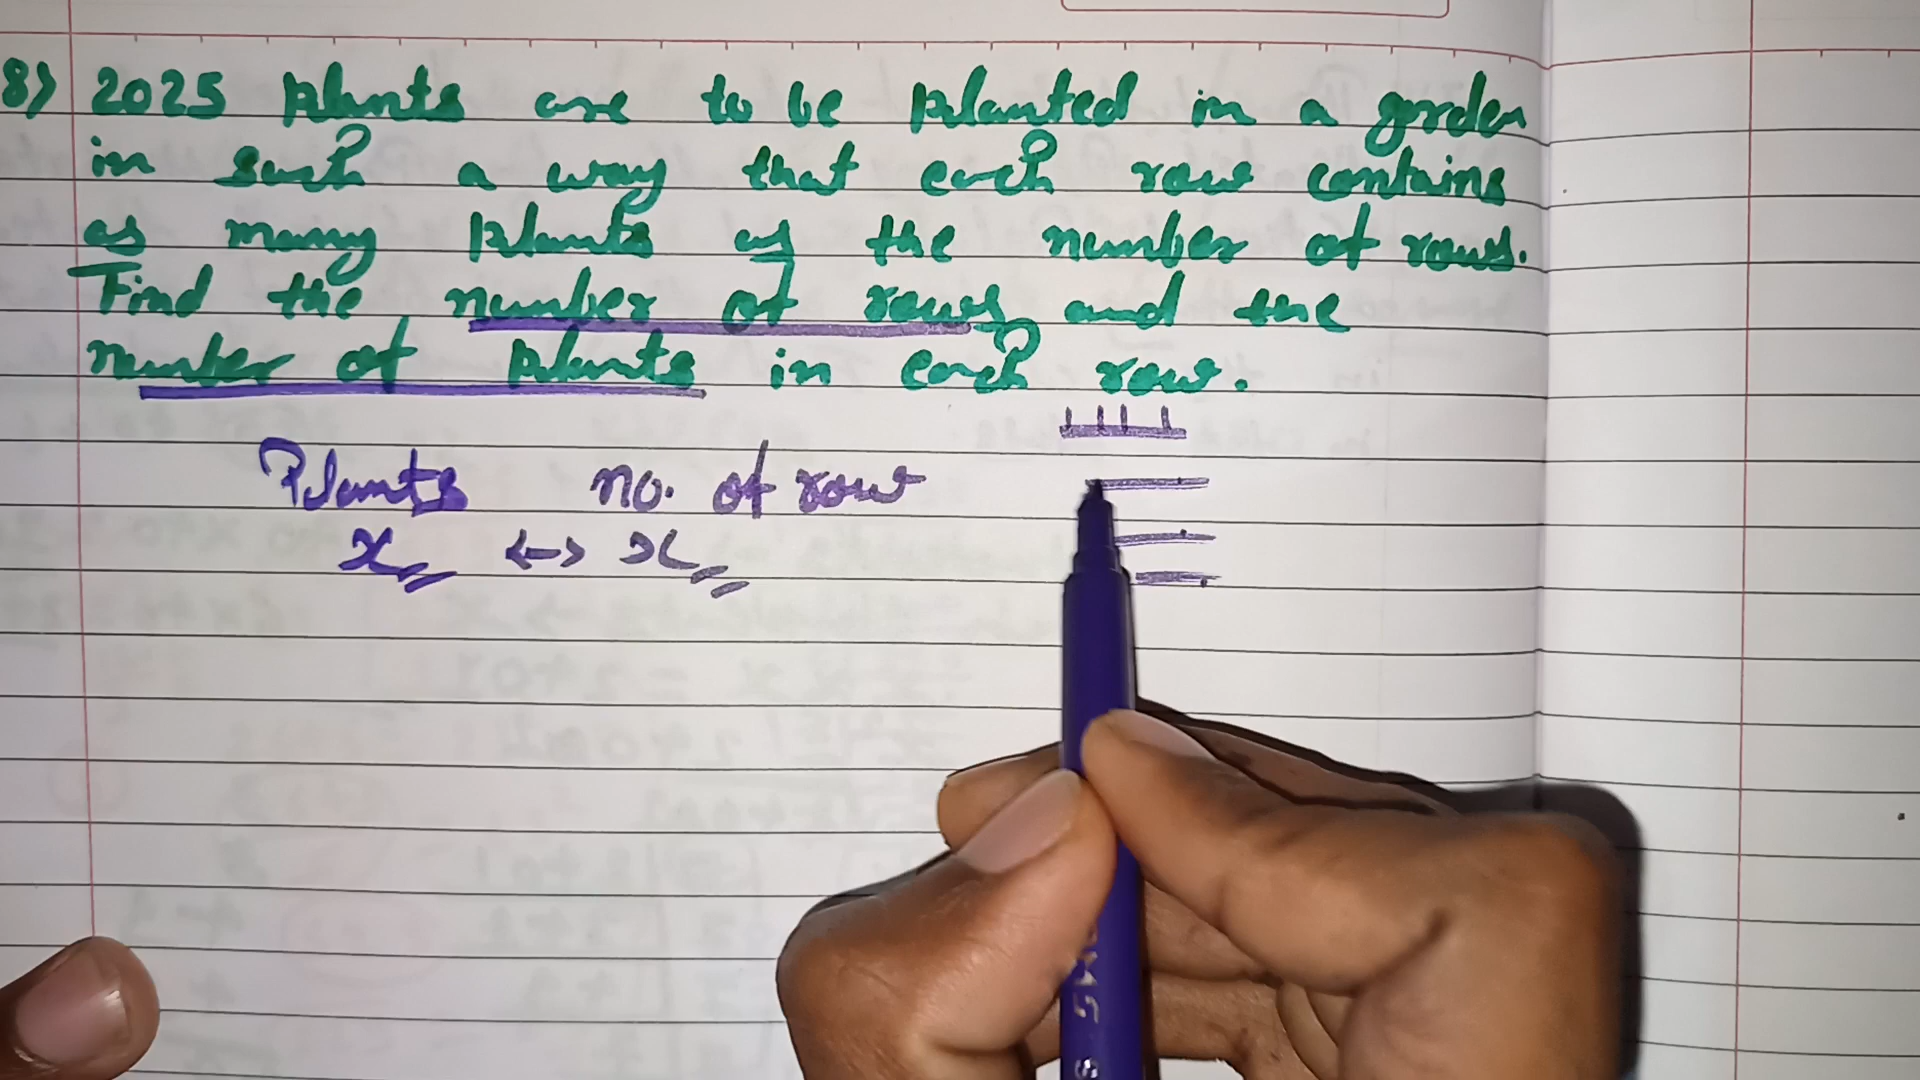 8) 2025 plants are to be planted in a garden
in such a way that each row contains
as many plants as the number of rows.
Find the number of rows and the
number of plants in each row.
Plants no. of row
x ↔ x